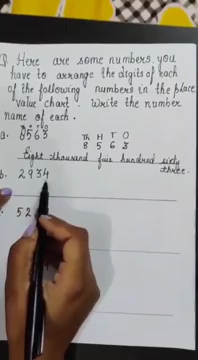 Q Here are some numbers, you
have to arrange the digits of each
of the following numbers in the place
value chart. Write the number
name of each.
a. 8563 Th H T O
8 5 6 3
Eight thousand five hundred sixty
three.
b. 2934
52